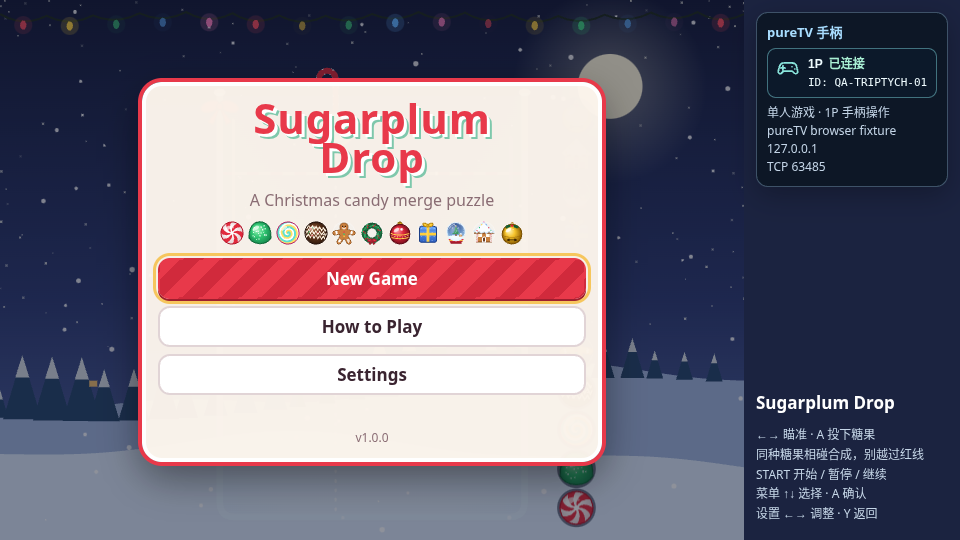 Sugarplum
Drop
A Christmas candy merge puzzle
New Game
How to Play
Settings
v1.0.0
pureTV 手柄
1P 已连接
ID: QA-TRIPTYCH-01
单人游戏 · 1P 手柄操作
pureTV browser fixture
127.0.0.1
TCP 63485
Sugarplum Drop
←→ 瞄准 · A 投下糖果
同种糖果相碰合成，别越过红线
START 开始 / 暂停 / 继续
菜单 ↑↓ 选择 · A 确认
设置 ←→ 调整 · Y 返回